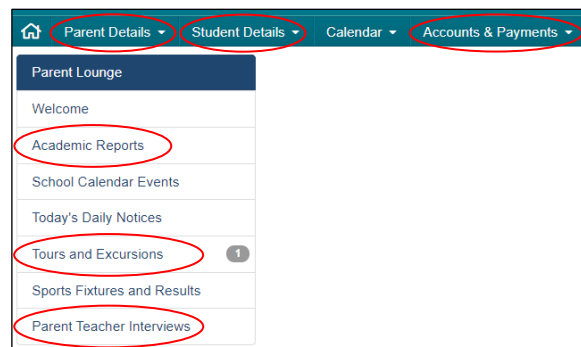 Parent Details Student Details Calendar Accounts & Payments
Parent Lounge
Welcome
Academic Reports
School Calendar Events
Today's Daily Notices
Tours and Excursions 1
Sports Fixtures and Results
Parent Teacher Interviews